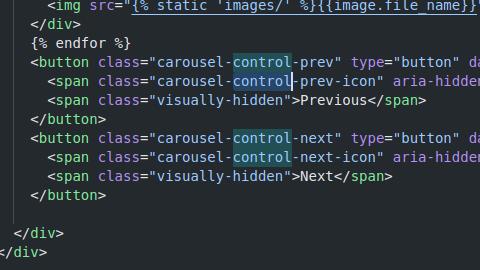 <img src="{% static 'images/' %}{{image.file_name}}"
</div>
{% endfor %}
<button class="carousel-control-prev" type="button" da
<span class="carousel-control-prev-icon" aria-hidden
<span class="visually-hidden">Previous</span>
</button>
<button class="carousel-control-next" type="button" da
<span class="carousel-control-next-icon" aria-hidden
<span class="visually-hidden">Next</span>
</button>
</div>
</div>